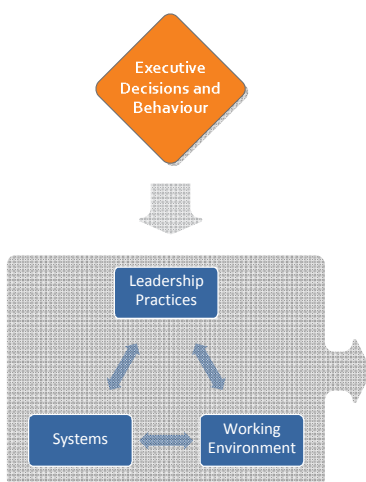 Executive
Decisions and
Behaviour
Leadership
Practices
Systems
Working
Environment